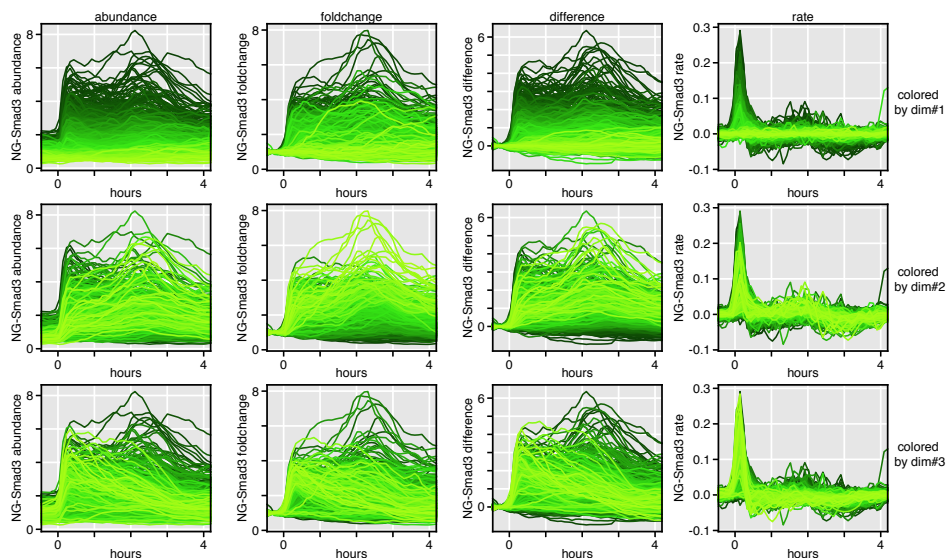 abundance foldchange difference rate
NG-Smad3 abundance
8
0
0 4
hours
NG-Smad3 foldchange
8
0
0 4
hours
NG-Smad3 difference
6
0
0 4
hours
NG-Smad3 rate
0.3
0.2
0.1
0.0
-0.1
0 4
hours
colored
by dim#1
NG-Smad3 abundance
8
0
0 4
hours
NG-Smad3 foldchange
8
0
0 4
hours
NG-Smad3 difference
6
0
0 4
hours
NG-Smad3 rate
0.3
0.2
0.1
0.0
-0.1
0 4
hours
colored
by dim#2
NG-Smad3 abundance
8
0
0 4
hours
NG-Smad3 foldchange
8
0
0 4
hours
NG-Smad3 difference
6
0
0 4
hours
NG-Smad3 rate
0.3
0.2
0.1
0.0
-0.1
0 4
hours
colored
by dim#3